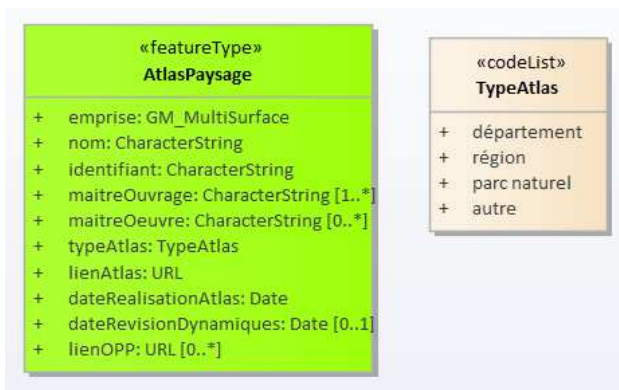 «featureType»
AtlasPaysage
+ emprise: GM_MultiSurface
+ nom: CharacterString
+ identifiant: CharacterString
+ maitreOuvrage: CharacterString [1..*]
+ maitreOeuvre: CharacterString [0..*]
+ typeAtlas: TypeAtlas
+ lienAtlas: URL
+ dateRealisationAtlas: Date
+ dateRevisionDynamiques: Date [0..1]
+ lienOPP: URL [0..*]
«codeList»
TypeAtlas
+ département
+ région
+ parc naturel
+ autre